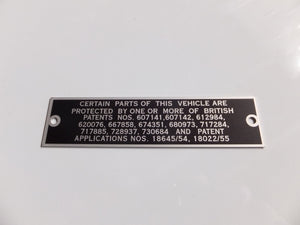 CERTAIN PARTS OF THIS VEHICLE ARE
PROTECTED BY ONE OR MORE OF BRITISH
PATENTS NOS. 607141,607142, 612984,
620076, 667858, 674351, 680973, 717284,
717885, 728937, 730684 AND PATENT
APPLICATIONS NOS. 18645/54, 18022/55